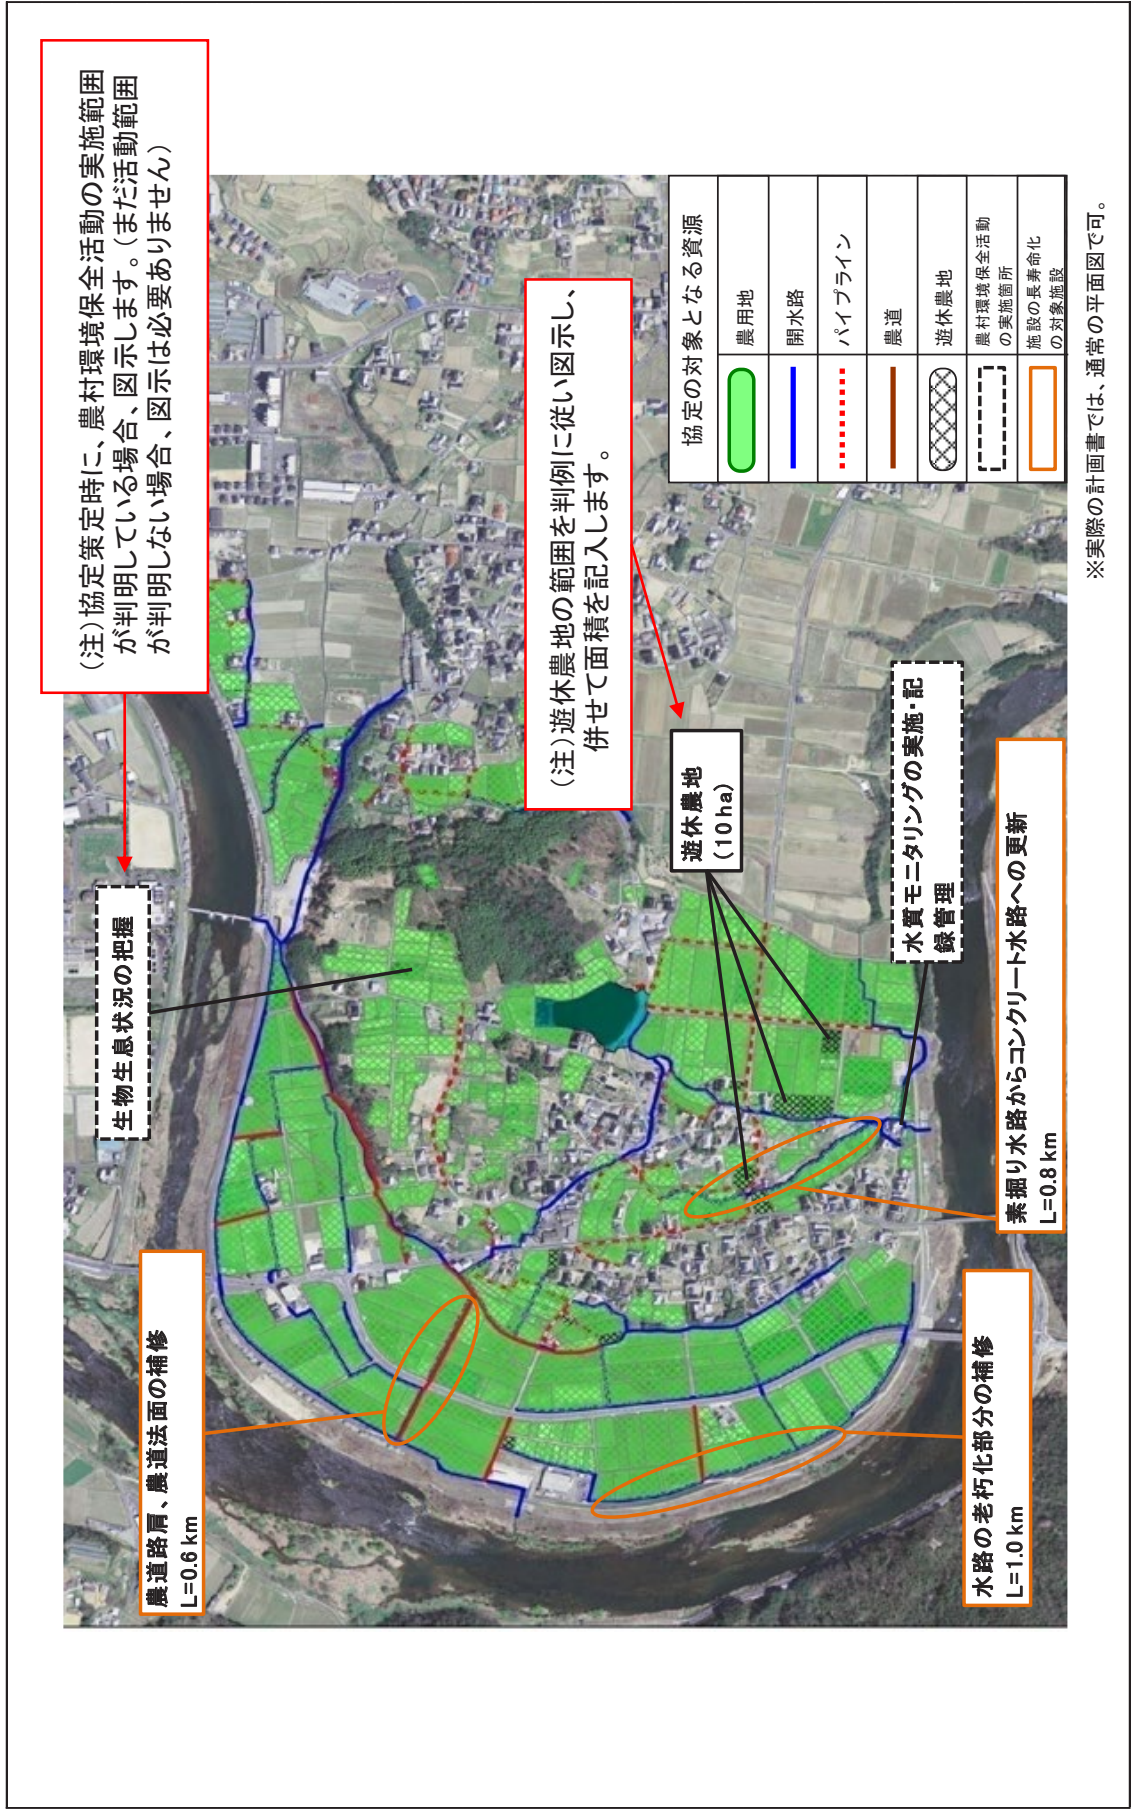 （注）協定策定時に、農村環境保全活動の実施範囲
が判明している場合、図示します。（まだ活動範囲
が判明しない場合、図示は必要ありません）
生物生息状況の把握
農道路肩、農道法面の補修
L=0.6 km
（注）遊休農地の範囲を判例に従い図示し、
併せて面積を記入します。
遊休農地
（10 ha）
水質モニタリングの実施・記
録管理
素掘り水路からコンクリート水路への更新
L=0.8 km
水路の老朽化部分の補修
L=1.0 km
協定の対象となる資源
農用地
開水路
パイプライン
農道
遊休農地
農村環境保全活動
の実施箇所
施設の長寿命化
の対象施設
※実際の計画書では、通常の平面図で可。